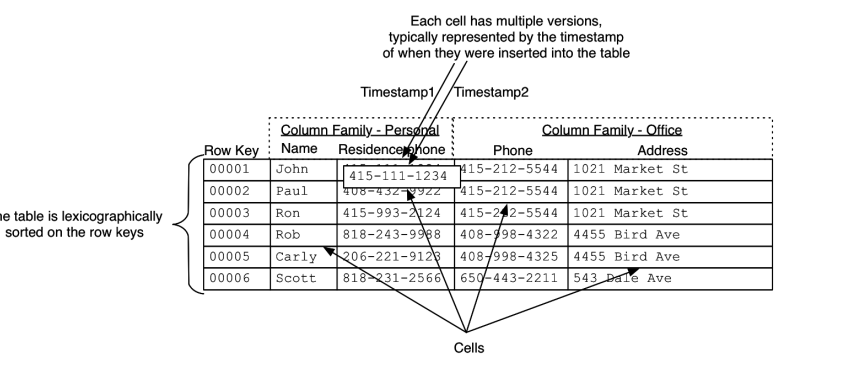 Each cell has multiple versions,
typically represented by the timestamp
of when they were inserted into the table
Timestamp1 Timestamp2
Column Family - Personal Column Family - Office
Row Key Name Residencephone Phone Address
00001 John 415-111-1234 415-212-5544 1021 Market St
00002 Paul 408-432-9922 415-212-5544 1021 Market St
00003 Ron 415-993-2124 415-212-5544 1021 Market St
00004 Rob 818-243-9988 408-998-4322 4455 Bird Ave
00005 Carly 206-221-9123 408-998-4325 4455 Bird Ave
00006 Scott 818-231-2566 650-443-2211 543 Dale Ave
table is lexicographically
sorted on the row keys
Cells